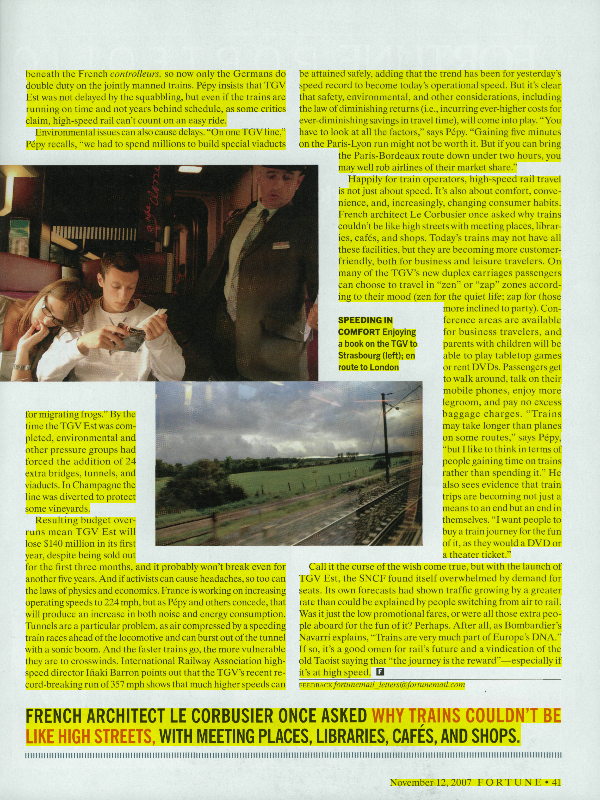 beneath the French controlleurs, so now only the Germans do
double duty on the jointly manned trains. Pépy insists that TGV
Est was not delayed by the squabbling, but even if the trains are
running on time and not years behind schedule, as some critics
claim, high-speed rail can't count on an easy ride.
Environmental issues can also cause delays. "On one TGV line,"
Pépy recalls, "we had to spend millions to build special viaducts
for migrating frogs." By the
time the TGV Est was com-
pleted, environmental and
other pressure groups had
forced the addition of 24
extra bridges, tunnels, and
viaducts. In Champagne the
line was diverted to protect
some vineyards.
Resulting budget over-
runs mean TGV Est will
lose $140 million in its first
year, despite being sold out
for the first three months, and it probably won't break even for
another five years. And if activists can cause headaches, so too can
the laws of physics and economics. France is working on increasing
operating speeds to 224 mph, but as Pépy and others concede, that
will produce an increase in both noise and energy consumption.
Tunnels are a particular problem, as air compressed by a speeding
train races ahead of the locomotive and can burst out of the tunnel
with a sonic boom. And the faster trains go, the more vulnerable
they are to crosswinds. International Railway Association high-
speed director Iñaki Barron points out that the TGV's recent re-
cord-breaking run of 357 mph shows that much higher speeds can
be attained safely, adding that the trend has been for yesterday's
speed record to become today's operational speed. But it's clear
that safety, environmental, and other considerations, including
the law of diminishing returns (i.e., incurring ever-higher costs for
ever-diminishing savings in travel time), will come into play. "You
have to look at all the factors," says Pépy. "Gaining five minutes
on the Paris-Lyon run might not be worth it. But if you can bring
the Paris-Bordeaux route down under two hours, you
may well rob airlines of their market share."
Happily for train operators, high-speed rail travel
is not just about speed. It's also about comfort, conve-
nience, and, increasingly, changing consumer habits.
French architect Le Corbusier once asked why trains
couldn't be like high streets with meeting places, librar-
ies, cafés, and shops. Today's trains may not have all
these facilities, but they are becoming more customer-
friendly, both for business and leisure travelers. On
many of the TGV's new duplex carriages passengers
can choose to travel in "zen" or "zap" zones accord-
ing to their mood (zen for the quiet life; zap for those
more inclined to party). Con-
ference areas are available
for business travelers, and
parents with children will be
able to play tabletop games
or rent DVDs. Passengers get
to walk around, talk on their
mobile phones, enjoy more
legroom, and pay no excess
baggage charges. "Trains
may take longer than planes
on some routes," says Pépy,
"but I like to think in terms of
people gaining time on trains
rather than spending it." He
also sees evidence that train
trips are becoming not just a
means to an end but an end in
themselves. "I want people to
buy a train journey for the fun
of it, as they would a DVD or
a theater ticket."
Call it the curse of the wish come true, but with the launch of
TGV Est, the SNCF found itself overwhelmed by demand for
seats. Its own forecasts had shown traffic growing by a greater
rate than could be explained by people switching from air to rail.
Was it just the low promotional fares, or were all those extra peo-
ple aboard for the fun of it? Perhaps. After all, as Bombardier's
Navarri explains, "Trains are very much part of Europe's DNA."
If so, it's a good omen for rail's future and a vindication of the
old Taoist saying that "the journey is the reward"—especially if
it's at high speed. F
FEEDBACK fortunemail_letters@fortunemail.com
SPEEDING IN
COMFORT Enjoying
a book on the TGV to
Strasbourg (left); en
route to London
FRENCH ARCHITECT LE CORBUSIER ONCE ASKED WHY TRAINS COULDN'T BE
LIKE HIGH STREETS, WITH MEETING PLACES, LIBRARIES, CAFÉS, AND SHOPS.
November 12, 2007 FORTUNE • 41